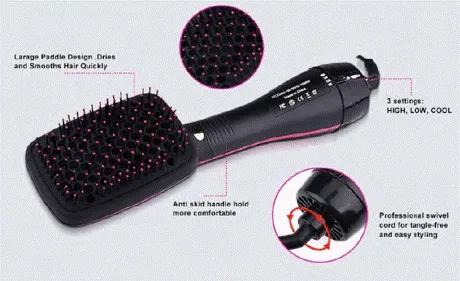 Larage Paddle Design ,Dries
and Smooths Hair Quickly
3 settings:
HIGH, LOW, COOL
Anti skid handle hold
more comfortable
Professional swivel
cord for tangle-free
and easy styling